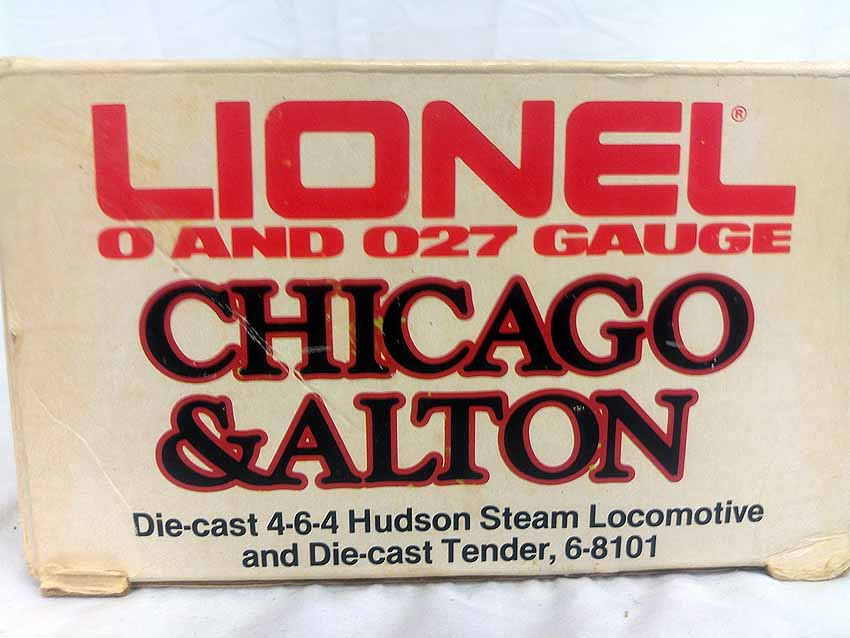 LIONEL®
O AND O27 GAUGE
CHICAGO
&ALTON
Die-cast 4-6-4 Hudson Steam Locomotive
and Die-cast Tender, 6-8101